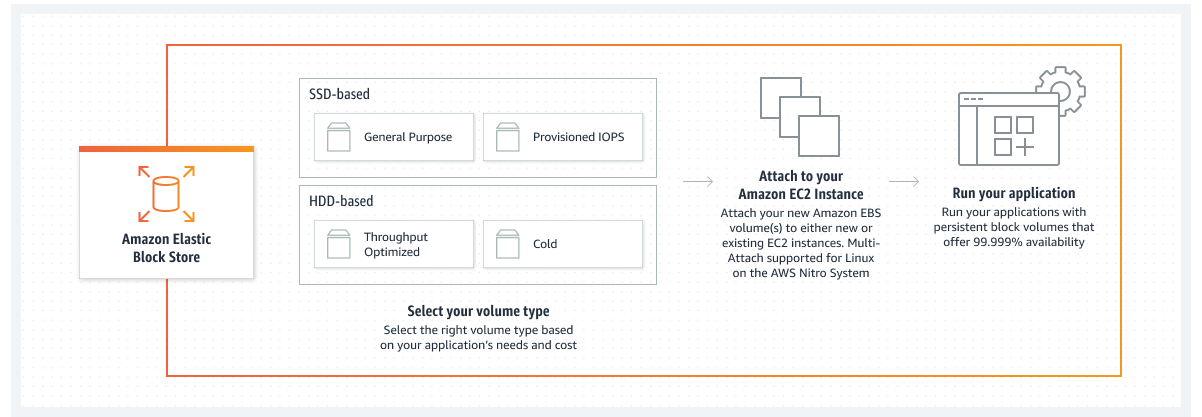 Amazon Elastic
Block Store
SSD-based
General Purpose
Provisioned IOPS
HDD-based
Throughput
Optimized
Cold
Select your volume type
Select the right volume type based
on your application's needs and cost
Attach to your
Amazon EC2 Instance
Attach your new Amazon EBS
volume(s) to either new or
existing EC2 instances. Multi-
Attach supported for Linux
on the AWS Nitro System
Run your application
Run your applications with
persistent block volumes that
offer 99.999% availability